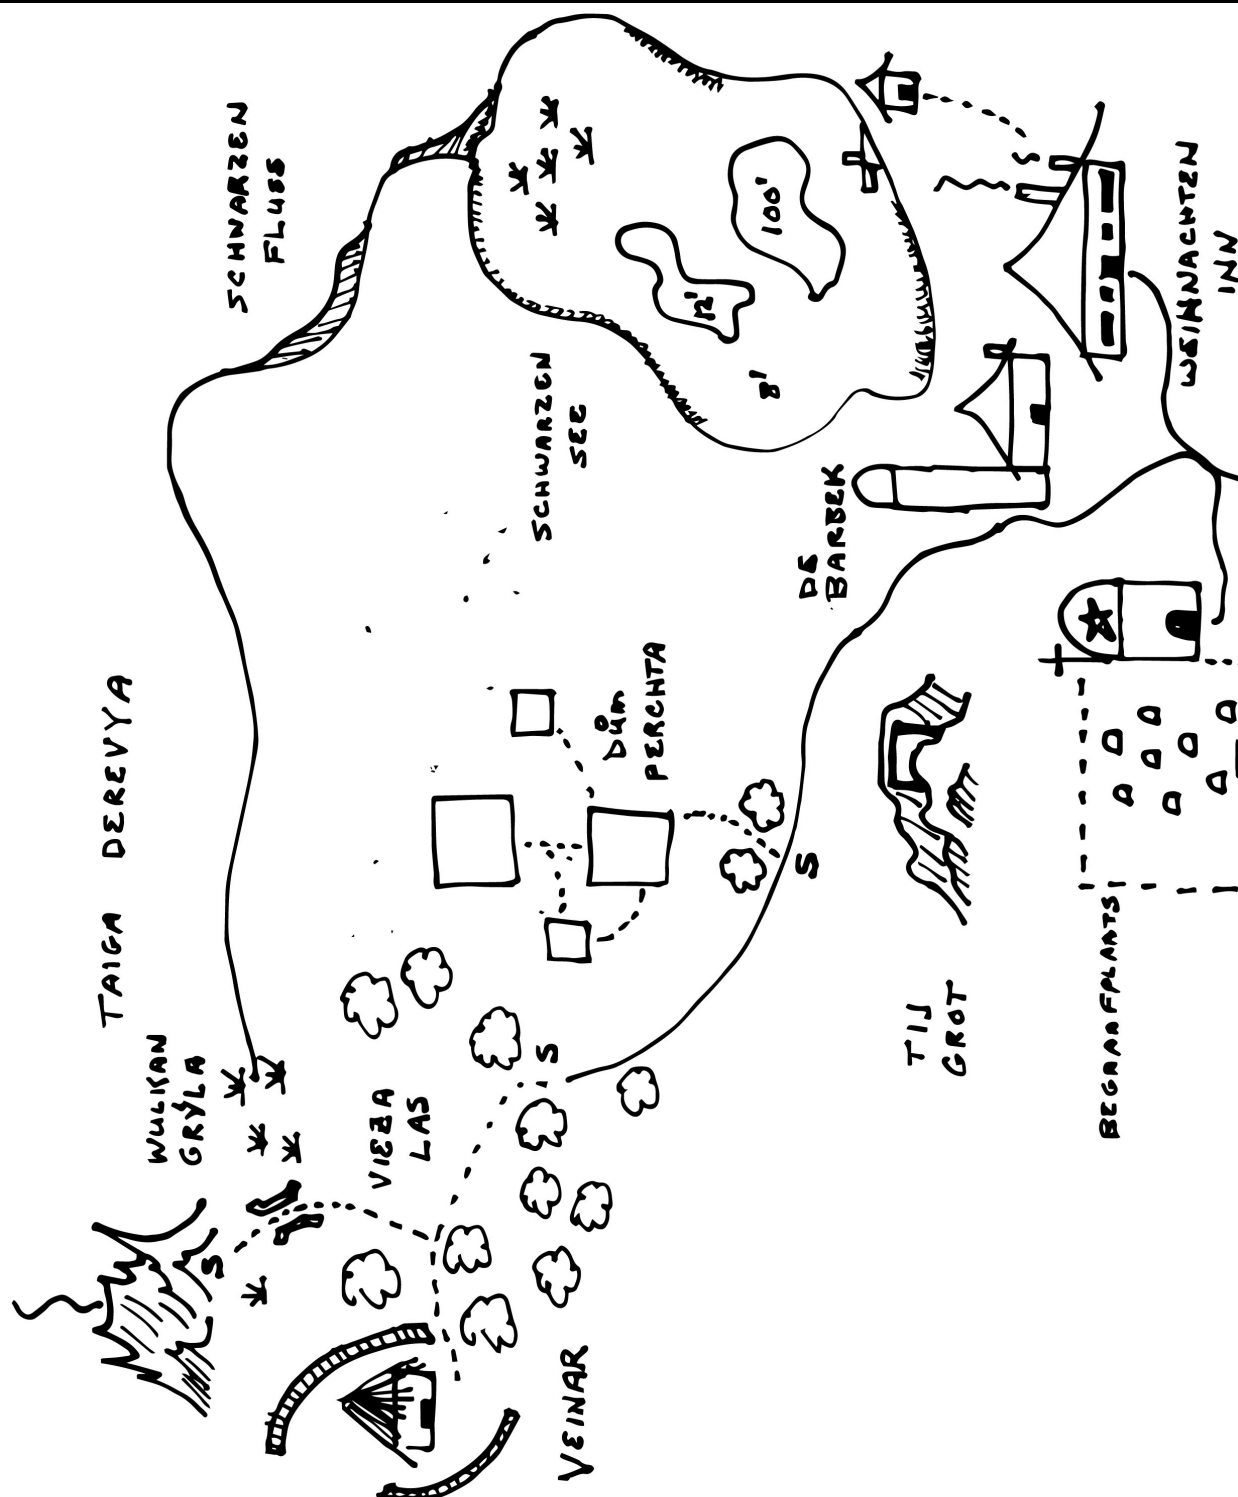 TAIGA DEREVYA
WULKAN
GRÝLA
SCHWARZEN
FLUSS
S
VIEZA
LAS
S
SCHWARZEN
SEE
VEINAR
DŮM
PERCHTA
12'
100'
8'
S
DE
BARBEK
TIJ
GROT
BEGRAAFPLAATS
WEIHNACHTEN
INN